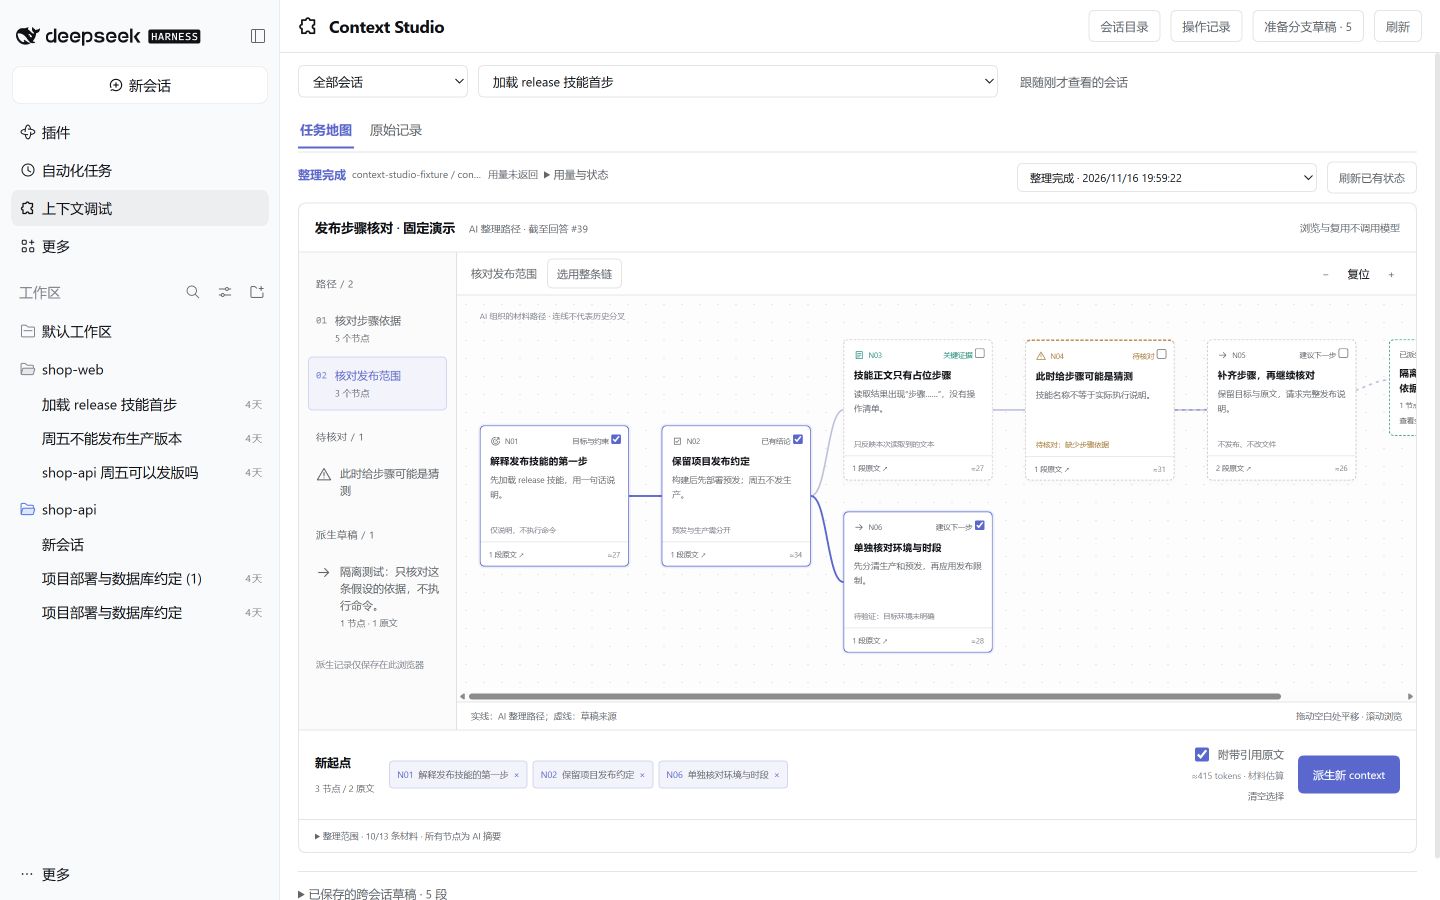 deepseek HARNESS
新会话
插件
自动化任务
上下文调试
更多
工作区
默认工作区
shop-web
加载 release 技能首步 4天
周五不能发布生产版本 4天
shop-api 周五可以发版吗 4天
shop-api
新会话
项目部署与数据库约定 (1) 4天
项目部署与数据库约定 4天
··· 更多
Context Studio
会话目录
操作记录
准备分支草稿 · 5
刷新
全部会话
加载 release 技能首步
跟随刚才查看的会话
任务地图
原始记录
整理完成 context-studio-fixture / con... 用量未返回 ▶ 用量与状态
整理完成 · 2026/11/16 19:59:22
刷新已有状态
发布步骤核对 · 固定演示 AI 整理路径 · 截至回答 #39
浏览与复用不调用模型
路径 / 2
01 核对步骤依据
5 个节点
02 核对发布范围
3 个节点
待核对 / 1
此时给步骤可能是猜
测
派生草稿 / 1
隔离测试：只核对这
条假设的依据，不执
行命令。
1 节点 · 1 原文
派生记录仅保存在此浏览器
核对发布范围
选用整条链
− 复位 +
AI 组织的材料路径 · 连线不代表历史分叉
N01 目标与约束
解释发布技能的第一步
先加载 release 技能，用一句话说
明。
仅说明，不执行命令
1 段原文 ↗ ≈27
N02 已有结论
保留项目发布约定
构建后先部署预发；周五不发生
产。
预发与生产需分开
1 段原文 ↗ ≈34
N03 关键证据
技能正文只有占位步骤
读取结果出现“步骤……”，没有操
作清单。
只反映本次读取到的文本
1 段原文 ↗ ≈27
N04 待核对
此时给步骤可能是猜测
技能名称不等于实际执行说明。
待核对：缺少步骤依据
1 段原文 ↗ ≈31
N05 建议下一步
补齐步骤，再继续核对
保留目标与原文，请求完整发布说
明。
不发布、不改文件
2 段原文 ↗ ≈26
已派
隔离
依据
1 节
查看
N06 建议下一步
单独核对环境与时段
先分清生产和预发，再应用发布限
制。
待验证：目标环境未明确
1 段原文 ↗ ≈28
实线：AI 整理路径；虚线：草稿来源
拖动空白处平移 · 滚动浏览
新起点
3 节点 / 2 原文
N01 解释发布技能的第一步 ×
N02 保留项目发布约定 ×
N06 单独核对环境与时段 ×
附带引用原文
≈415 tokens · 材料估算
清空选择
派生新 context
▶ 整理范围 · 10/13 条材料 · 所有节点为 AI 摘要
▶ 已保存的跨会话草稿 · 5 段